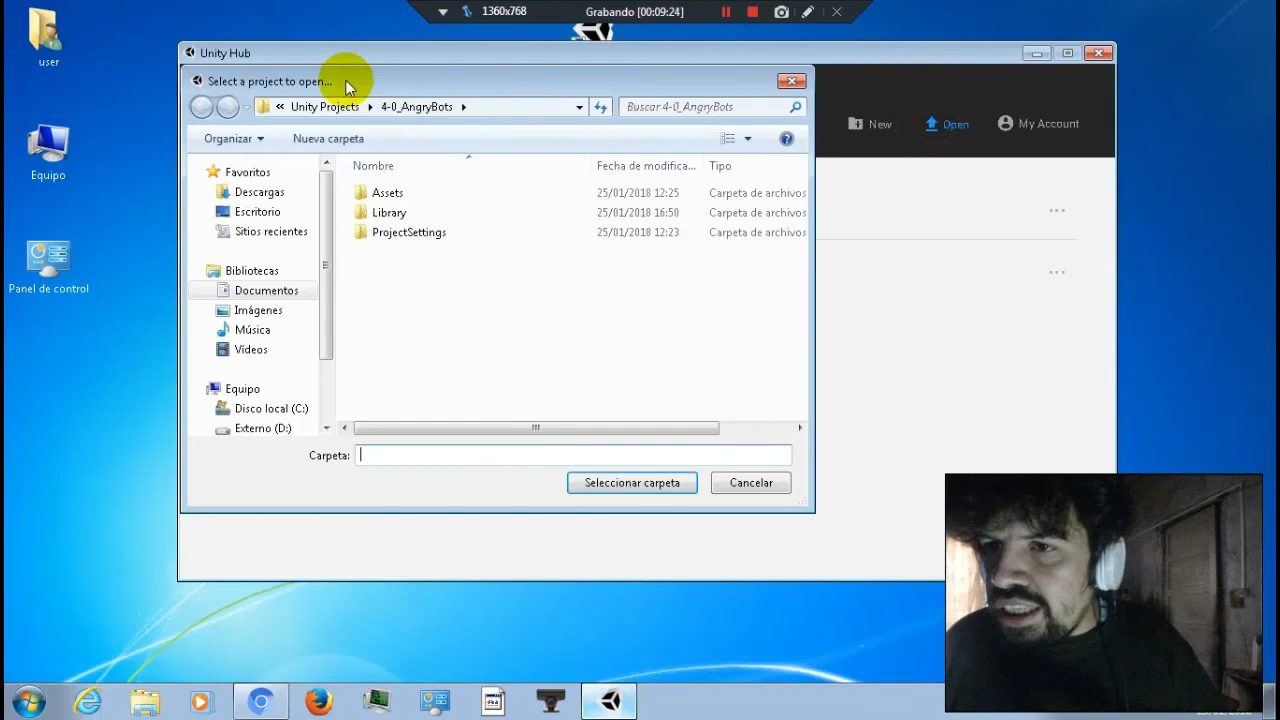 1360x768 Grabando [00:09:24]
user
Equipo
Panel de control
Unity Hub
New Open My Account
Select a project to open...
« Unity Projects 4-0_AngryBots Buscar 4-0_AngryBots
Organizar Nueva carpeta
Nombre Fecha de modifica... Tipo
Assets 25/01/2018 12:25 Carpeta de archivos
Library 25/01/2018 16:50 Carpeta de archivos
ProjectSettings 25/01/2018 12:23 Carpeta de archivos
Favoritos
Descargas
Escritorio
Sitios recientes
Bibliotecas
Documentos
Imágenes
Música
Vídeos
Equipo
Disco local (C:)
Externo (D:)
Carpeta:
Seleccionar carpeta Cancelar